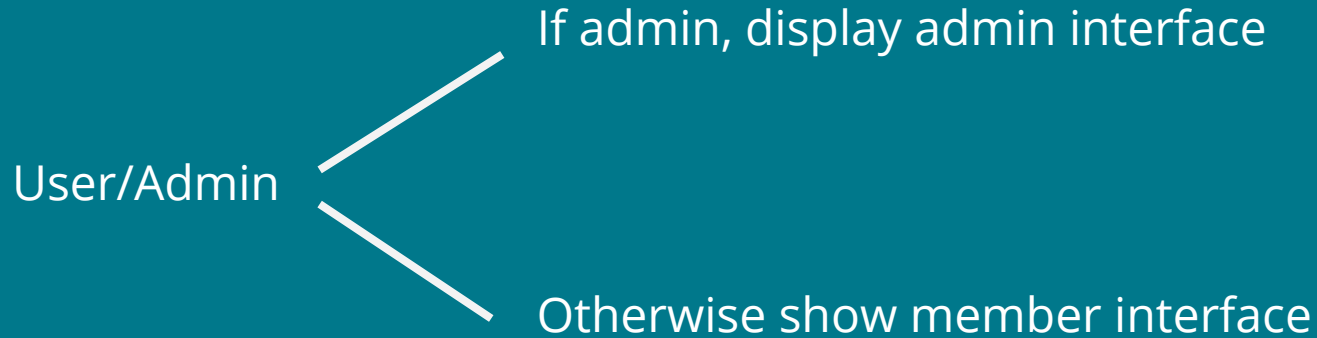 If admin, display admin interface
User/Admin
Otherwise show member interface